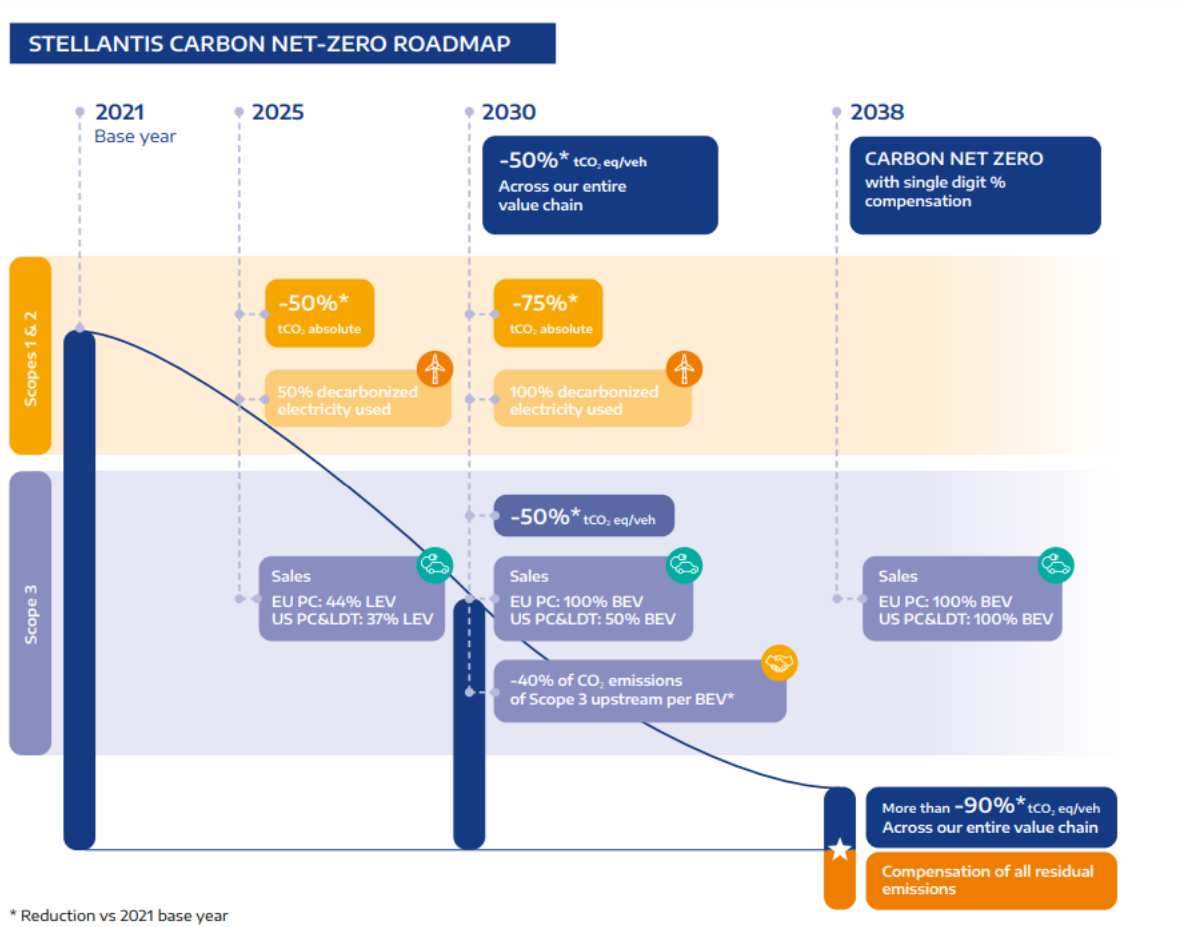 STELLANTIS CARBON NET-ZERO ROADMAP
2021
Base year
2025
2030
-50%* tCO₂ eq/veh
Across our entire
value chain
2038
CARBON NET ZERO
with single digit %
compensation
Scopes 1 & 2
-50%*
tCO₂ absolute
50% decarbonized
electricity used
-75%*
tCO₂ absolute
100% decarbonized
electricity used
Scope 3
Sales
EU PC: 44% LEV
US PC&LDT: 37% LEV
-50%* tCO₂ eq/veh
Sales
EU PC: 100% BEV
US PC&LDT: 50% BEV
-40% of CO₂ emissions
of Scope 3 upstream per BEV*
Sales
EU PC: 100% BEV
US PC&LDT: 100% BEV
More than -90%* tCO₂ eq/veh
Across our entire value chain
Compensation of all residual
emissions
* Reduction vs 2021 base year